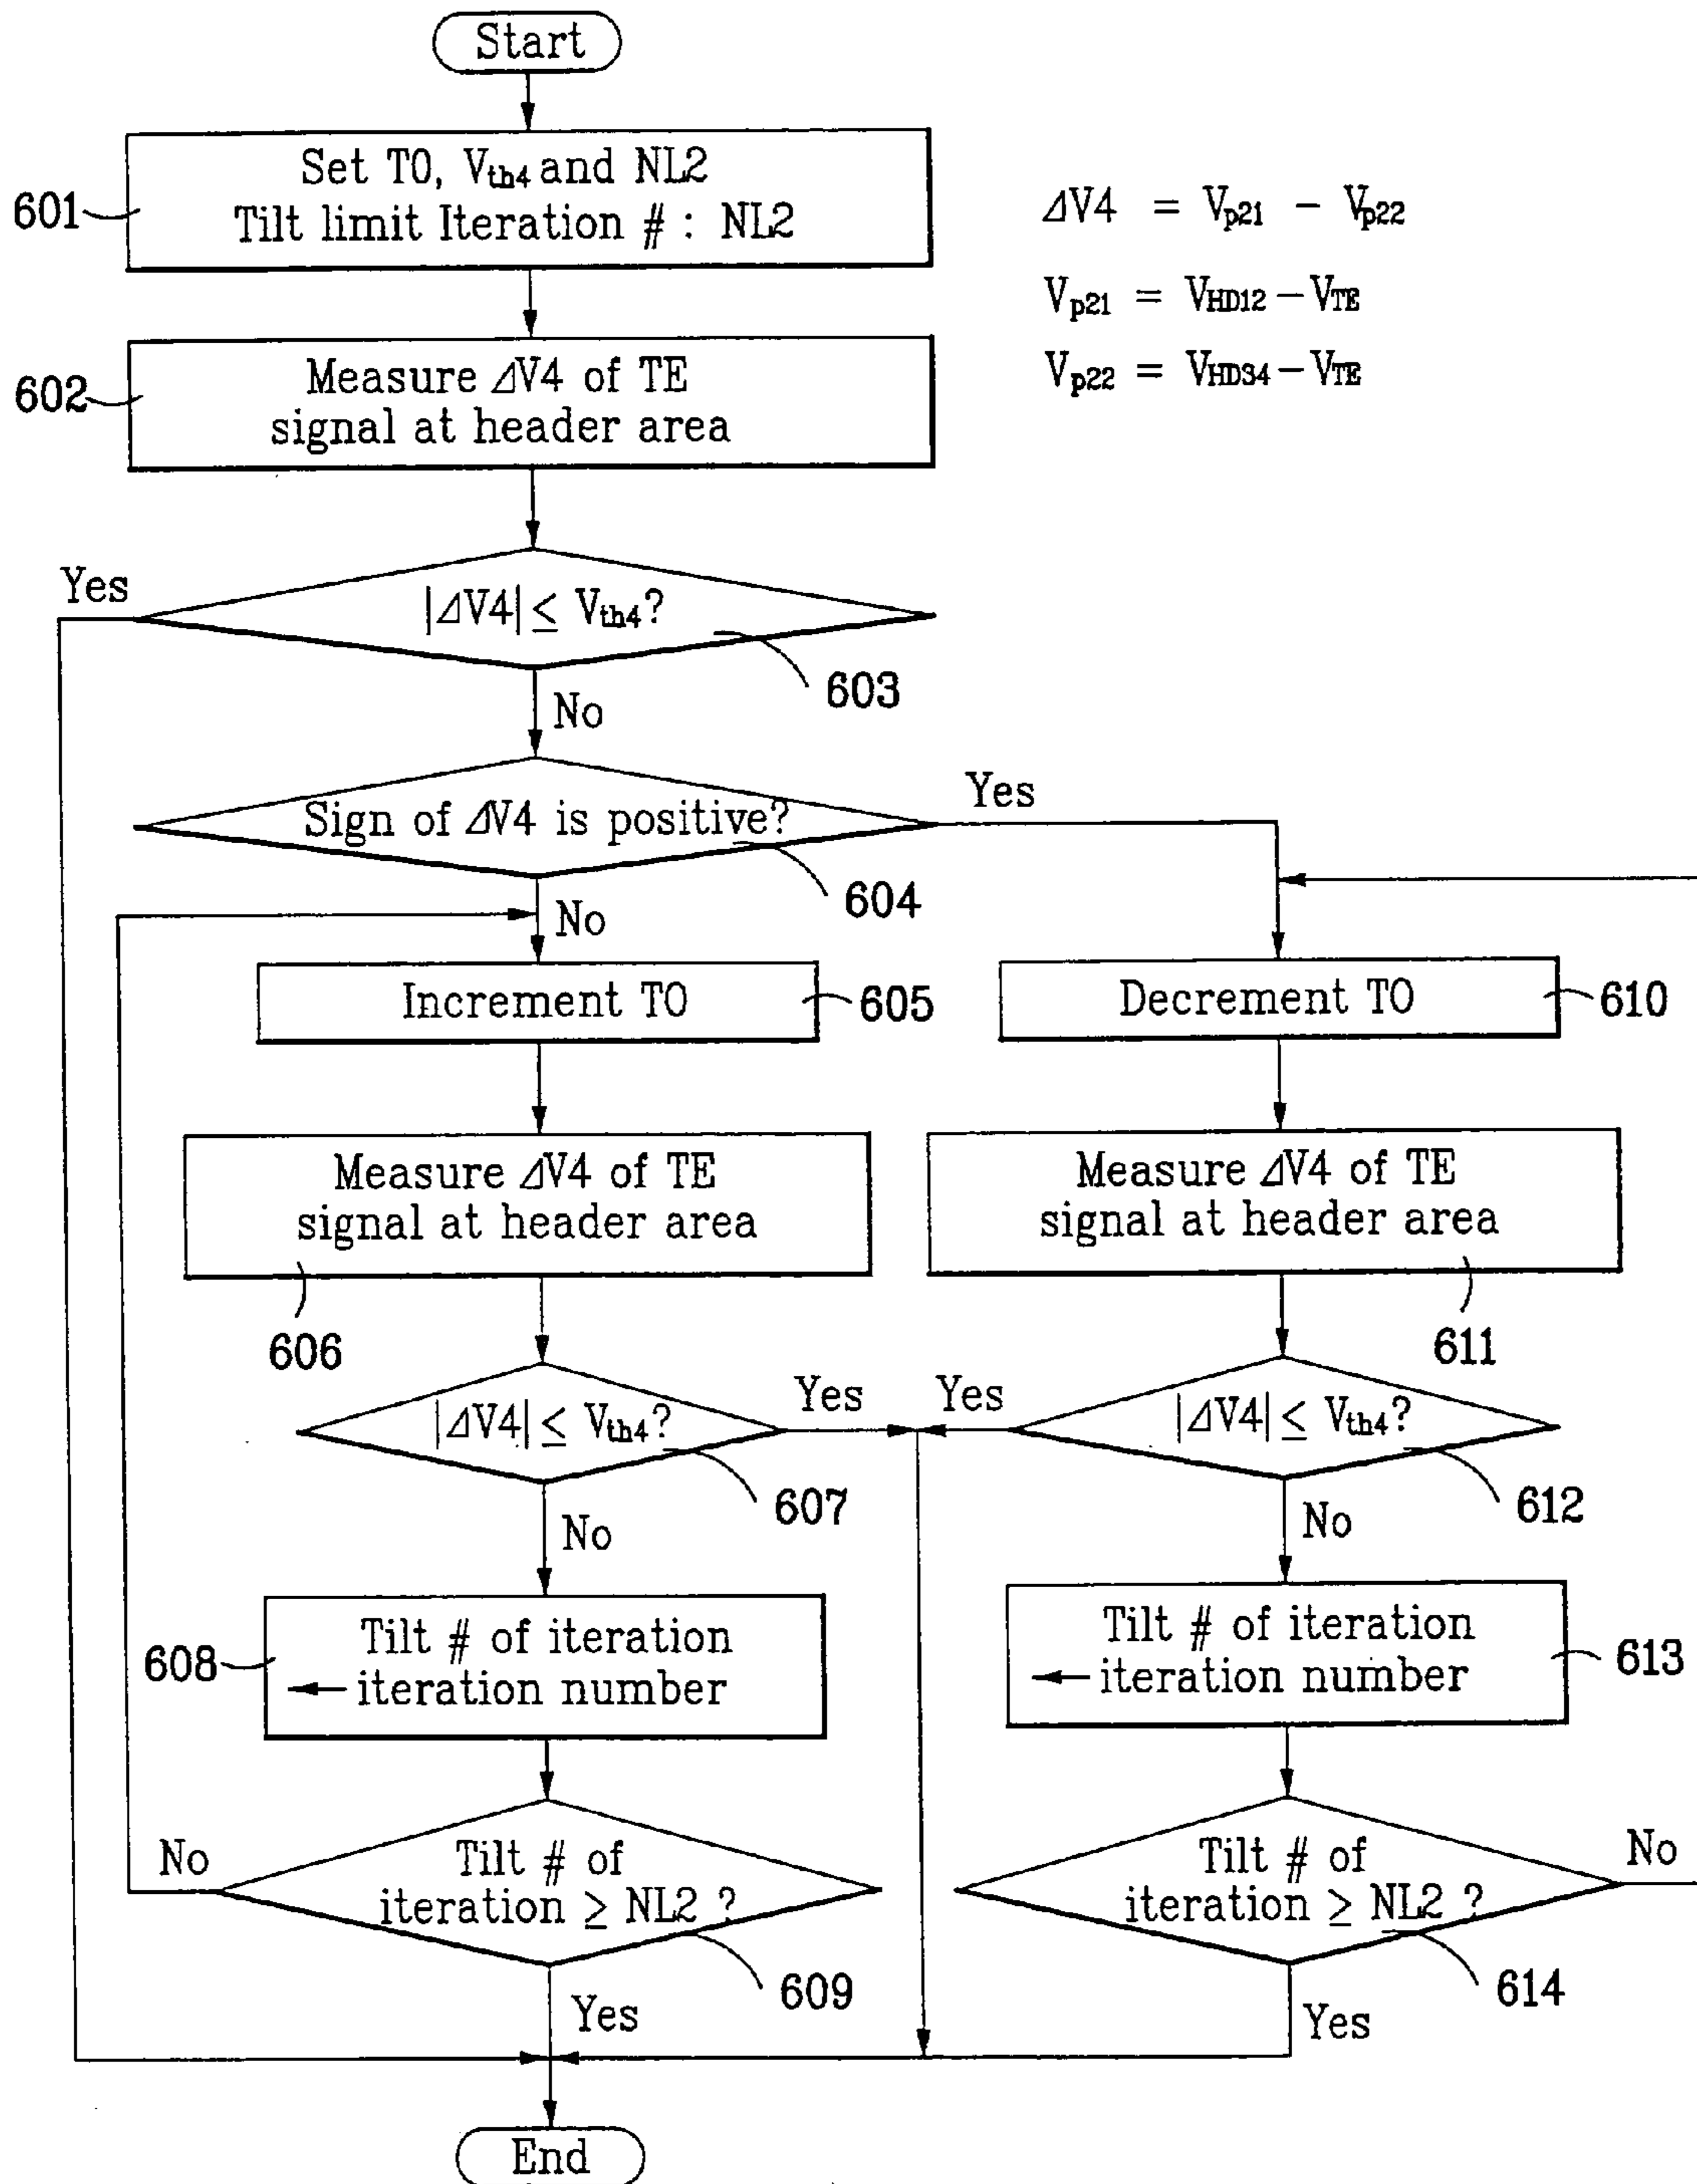 Start
601
Set T0, Vth4 and NL2
Tilt limit Iteration # : NL2
ΔV4 = Vp21 - Vp22
Vp21 = VHD12 - VTE
Vp22 = VHD34 - VTE
602
Measure ΔV4 of TE
signal at header area
Yes
|ΔV4| ≤ Vth4?
603
No
Sign of ΔV4 is positive?
Yes
604
No
Increment TO
605
Decrement TO
610
Measure ΔV4 of TE
signal at header area
606
Measure ΔV4 of TE
signal at header area
611
|ΔV4| ≤ Vth4?
Yes
607
No
Yes
|ΔV4| ≤ Vth4?
612
No
608
Tilt # of iteration
← iteration number
Tilt # of iteration
← iteration number
613
No
Tilt # of
iteration ≥ NL2 ?
609
Yes
Tilt # of
iteration ≥ NL2 ?
No
614
Yes
End